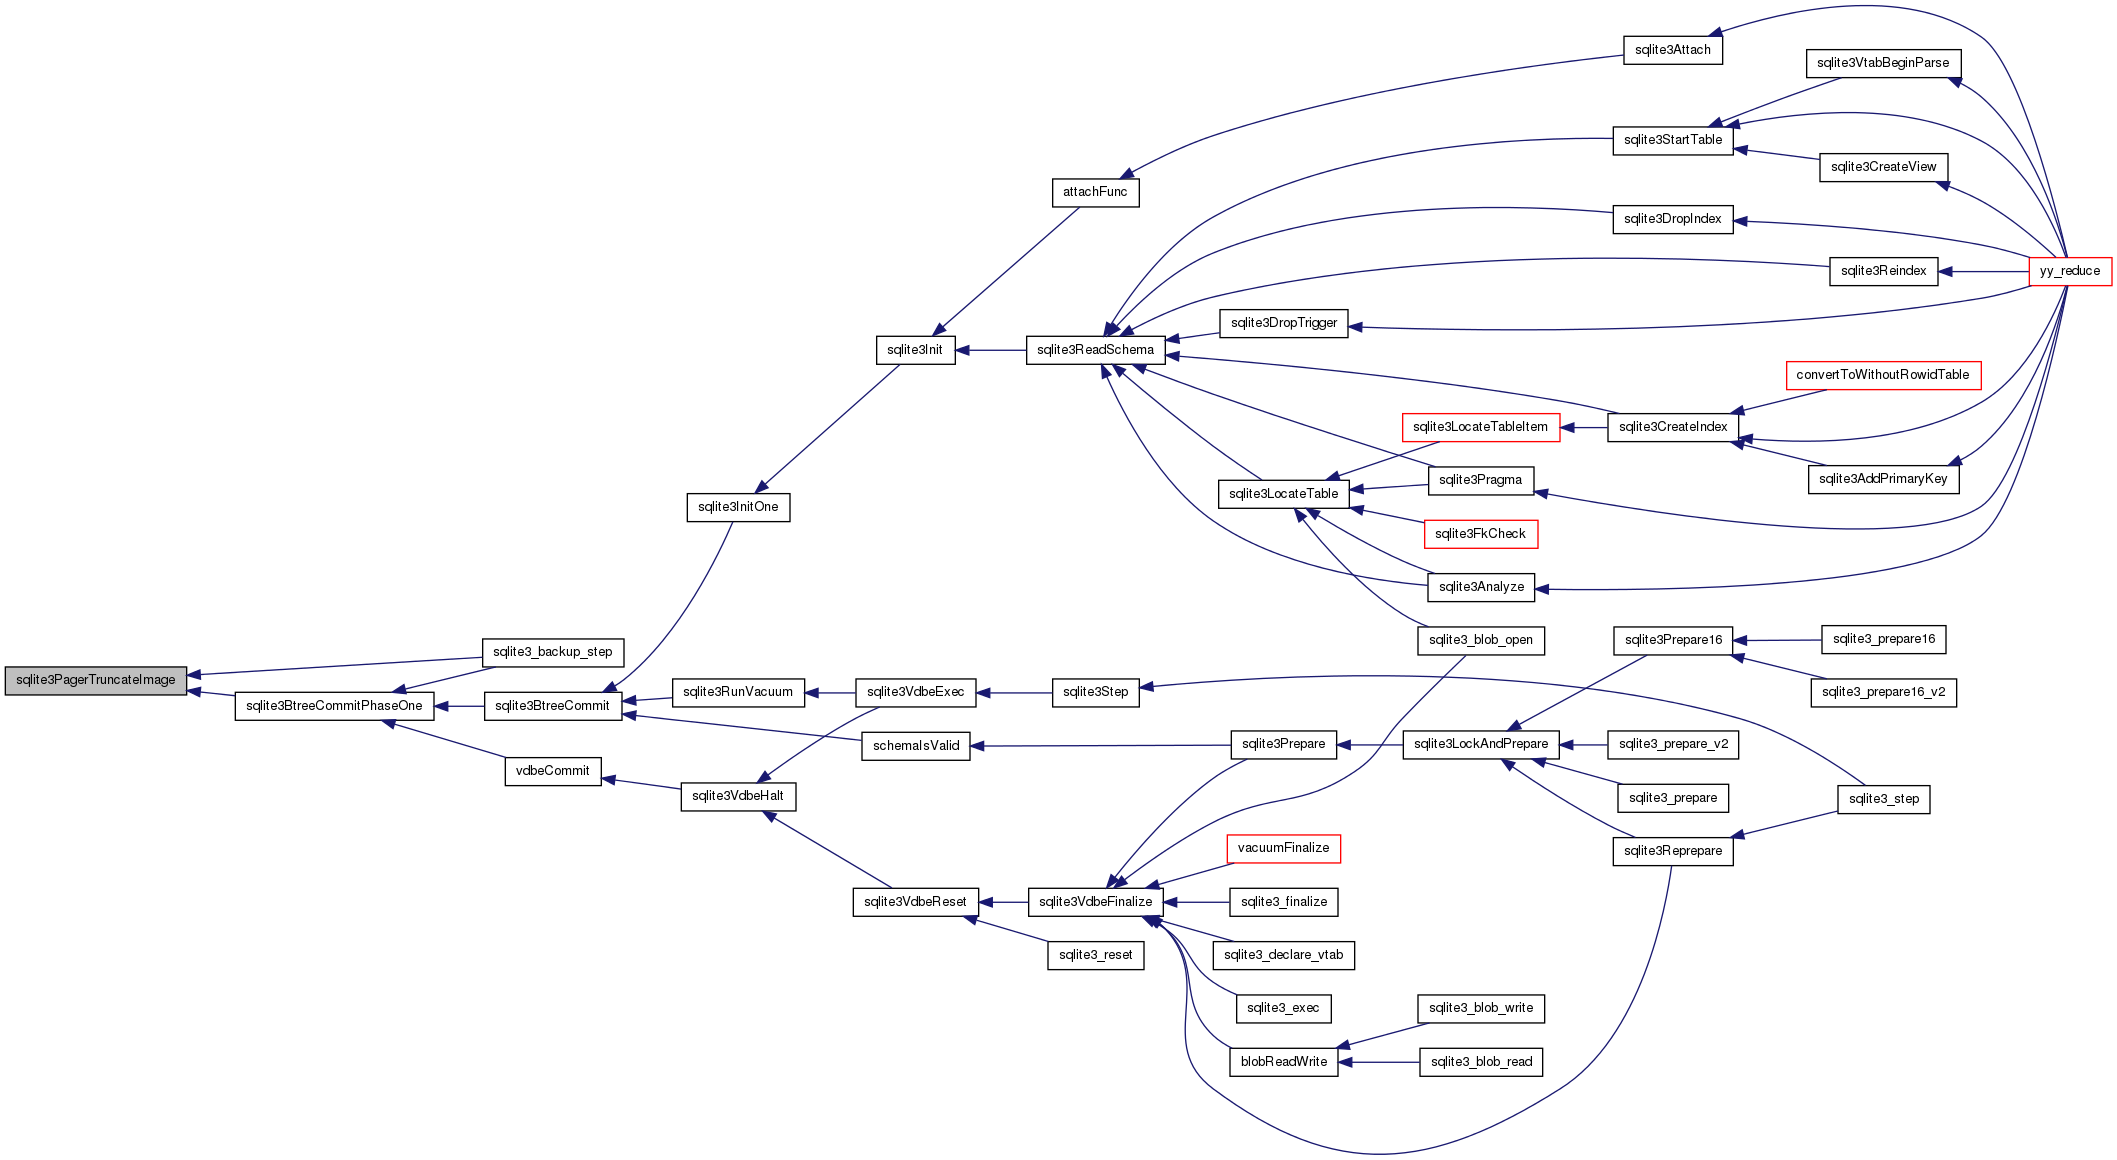 sqlite3Attach
sqlite3VtabBeginParse
sqlite3StartTable
sqlite3CreateView
attachFunc
sqlite3DropIndex
sqlite3Reindex
yy_reduce
sqlite3DropTrigger
sqlite3Init
sqlite3ReadSchema
convertToWithoutRowidTable
sqlite3LocateTableItem
sqlite3CreateIndex
sqlite3Pragma
sqlite3AddPrimaryKey
sqlite3LocateTable
sqlite3InitOne
sqlite3FkCheck
sqlite3Analyze
sqlite3_blob_open
sqlite3Prepare16
sqlite3_prepare16
sqlite3_backup_step
sqlite3PagerTruncateImage
sqlite3RunVacuum
sqlite3VdbeExec
sqlite3Step
sqlite3_prepare16_v2
sqlite3BtreeCommitPhaseOne
sqlite3BtreeCommit
schemaIsValid
sqlite3Prepare
sqlite3LockAndPrepare
sqlite3_prepare_v2
vdbeCommit
sqlite3VdbeHalt
sqlite3_prepare
sqlite3_step
vacuumFinalize
sqlite3Reprepare
sqlite3VdbeReset
sqlite3VdbeFinalize
sqlite3_finalize
sqlite3_reset
sqlite3_declare_vtab
sqlite3_exec
sqlite3_blob_write
blobReadWrite
sqlite3_blob_read